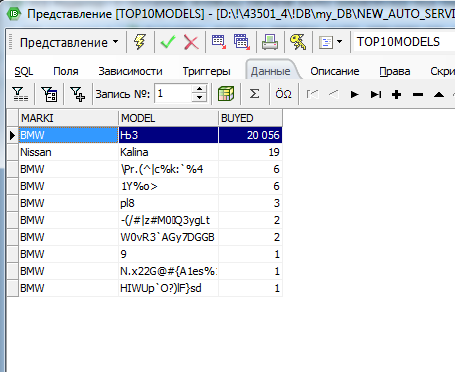 Представление [TOP10MODELS] - [D:\!\43501_4\!DB\my_DB\NEW_AUTO_SERVI
Представление TOP10MODELS
SQL Поля Зависимости Триггеры Данные Описание Права Скри
Запись №: 1 Σ ÖΩ
MARKI MODEL BUYED
BMW ЊЗ 20 056
Nissan Kalina 19
BMW \Pr.(^|c%k:`%4 6
BMW 1Y%o> 6
BMW pl8 3
BMW 2
BMW W0vR3`AGy7DGGB 2
BMW 9 1
BMW N.x22G@#{A1es%: 1
BMW HIWUp`O?)lF}sd 1